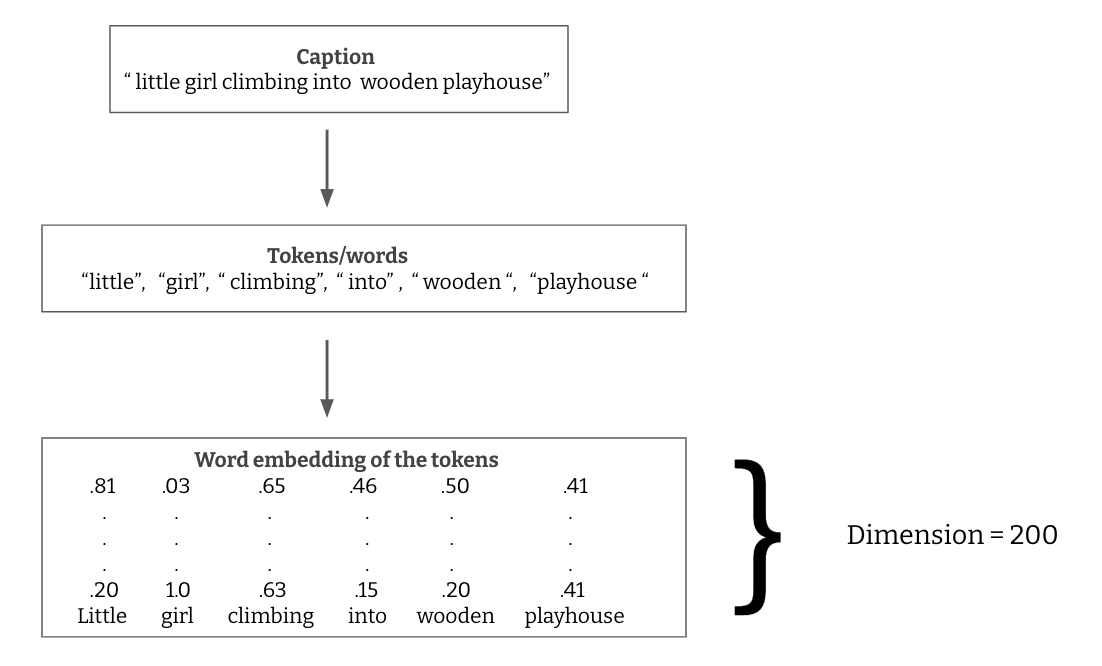 Caption
“ little girl climbing into  wooden playhouse”
Tokens/words
“little”,  “girl”, “ climbing”, “ into” , “ wooden “,  “playhouse “
Word embedding of the tokens
.81 .03 .65 .46 .50 .41
. . . . . .
. . . . . .
. . . . . .
.20 1.0 .63 .15 .20 .41
Little girl climbing into wooden playhouse
} Dimension = 200